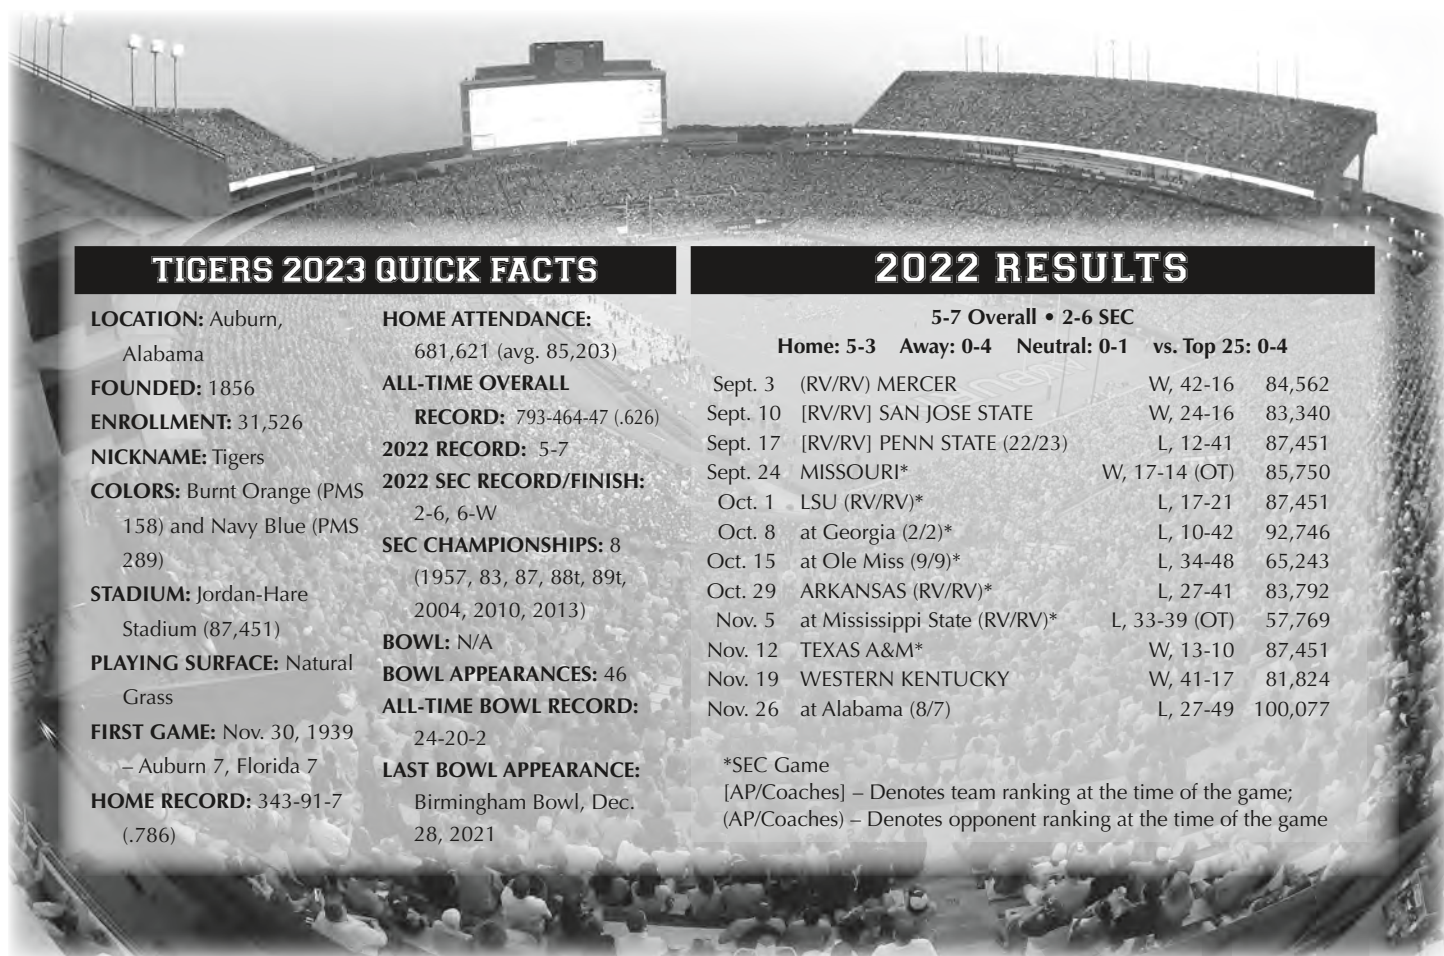 TIGERS 2023 QUICK FACTS
LOCATION: Auburn,
Alabama
FOUNDED: 1856
ENROLLMENT: 31,526
NICKNAME: Tigers
COLORS: Burnt Orange (PMS
158) and Navy Blue (PMS
289)
STADIUM: Jordan-Hare
Stadium (87,451)
PLAYING SURFACE: Natural
Grass
FIRST GAME: Nov. 30, 1939
– Auburn 7, Florida 7
HOME RECORD: 343-91-7
(.786)
HOME ATTENDANCE:
681,621 (avg. 85,203)
ALL-TIME OVERALL
RECORD: 793-464-47 (.626)
2022 RECORD: 5-7
2022 SEC RECORD/FINISH:
2-6, 6-W
SEC CHAMPIONSHIPS: 8
(1957, 83, 87, 88t, 89t,
2004, 2010, 2013)
BOWL: N/A
BOWL APPEARANCES: 46
ALL-TIME BOWL RECORD:
24-20-2
LAST BOWL APPEARANCE:
Birmingham Bowl, Dec.
28, 2021
2022 RESULTS
5-7 Overall • 2-6 SEC
Home: 5-3 Away: 0-4 Neutral: 0-1 vs. Top 25: 0-4
Sept. 3 (RV/RV) MERCER W, 42-16 84,562
Sept. 10 [RV/RV] SAN JOSE STATE W, 24-16 83,340
Sept. 17 [RV/RV] PENN STATE (22/23) L, 12-41 87,451
Sept. 24 MISSOURI* W, 17-14 (OT) 85,750
Oct. 1 LSU (RV/RV)* L, 17-21 87,451
Oct. 8 at Georgia (2/2)* L, 10-42 92,746
Oct. 15 at Ole Miss (9/9)* L, 34-48 65,243
Oct. 29 ARKANSAS (RV/RV)* L, 27-41 83,792
Nov. 5 at Mississippi State (RV/RV)* L, 33-39 (OT) 57,769
Nov. 12 TEXAS A&M* W, 13-10 87,451
Nov. 19 WESTERN KENTUCKY W, 41-17 81,824
Nov. 26 at Alabama (8/7) L, 27-49 100,077
*SEC Game
[AP/Coaches] – Denotes team ranking at the time of the game;
(AP/Coaches) – Denotes opponent ranking at the time of the game